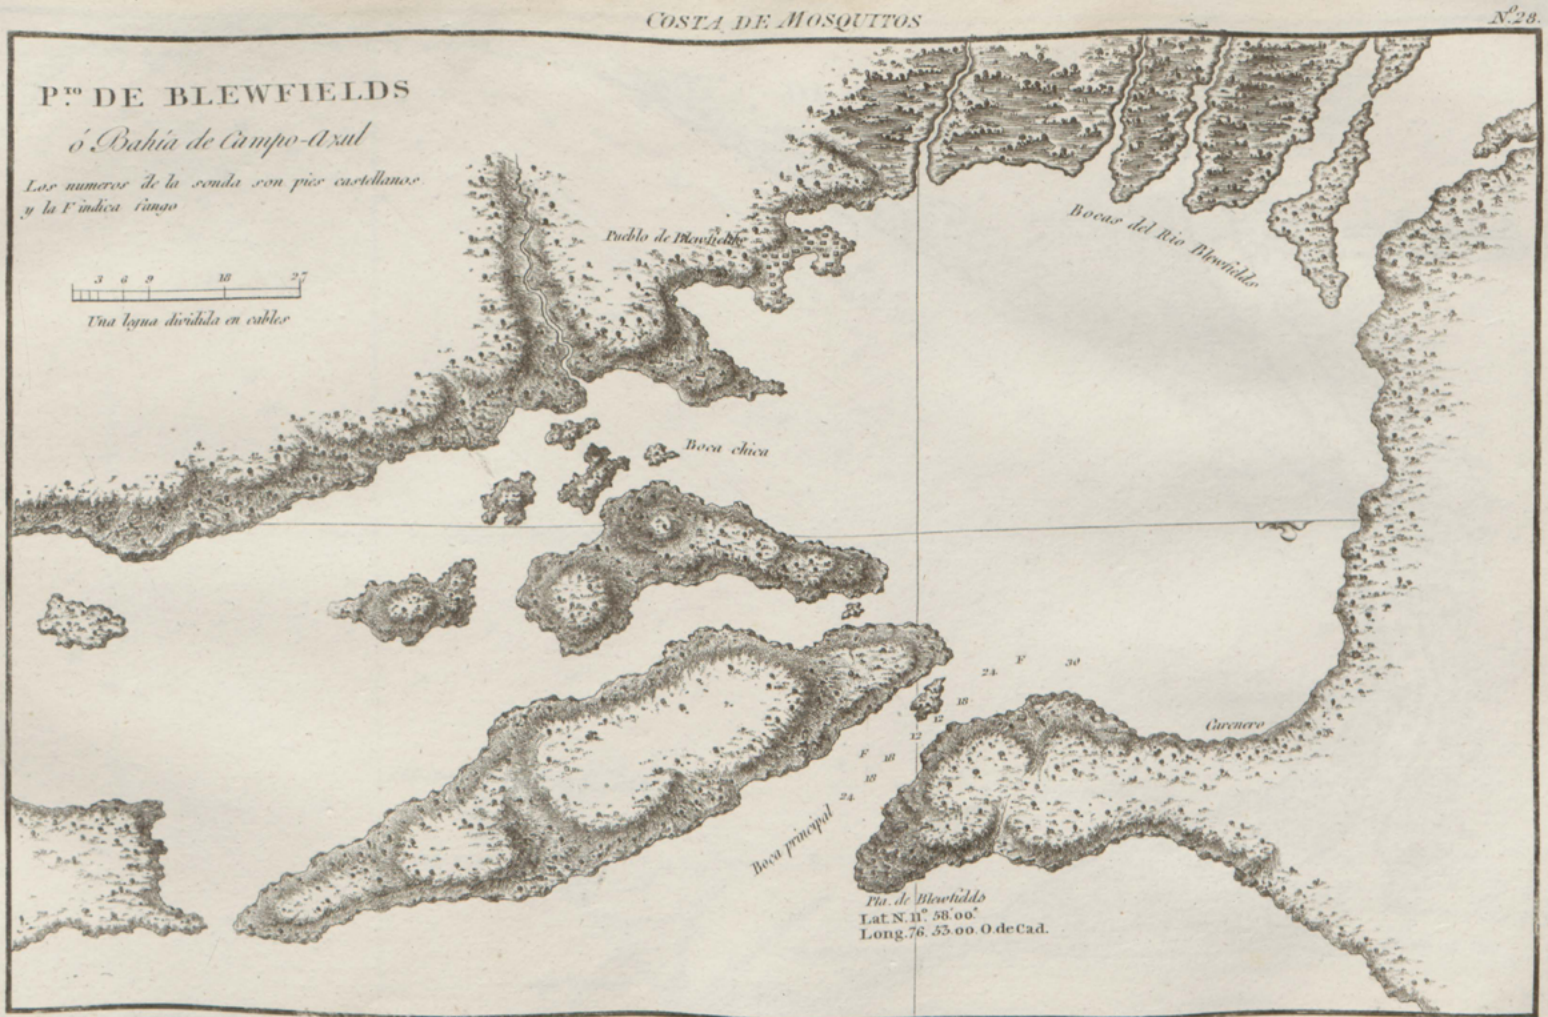 COSTA DE MOSQUITOS
Nº 28.
P.ᵗᵒ DE BLEWFIELDS
ó Bahía de Campo-Azul
Los numeros de la sonda son pies castellanos
y la F indica fango
3 6 9 18 27
Una legua dividida en cables
Pueblo de Blewfields
Bocas del Rio Blewfields
Boca chica
24 F 30
18
12
12
Carenero
F 18
18
24
Boca principal
Pta. de Blewfields
Lat. N. 11º. 58'. 00"
Long. 76. 53. 00. O. de Cad.